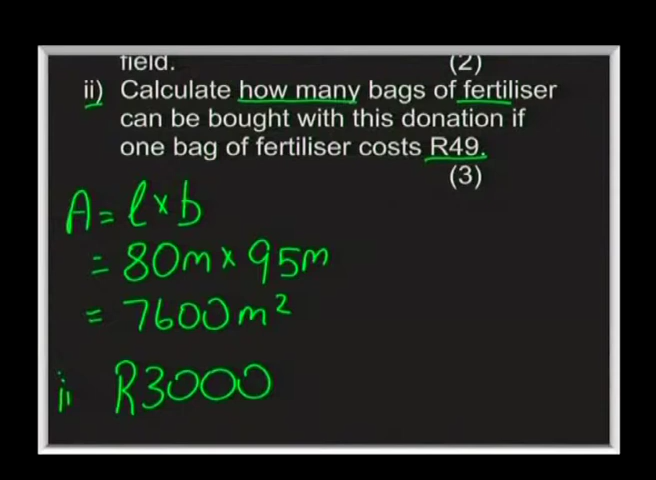 field. (2)
ii) Calculate how many bags of fertiliser
can be bought with this donation if
one bag of fertiliser costs R49.
(3)
A = l × b
= 80m × 95m
= 7600m²
ii R3000